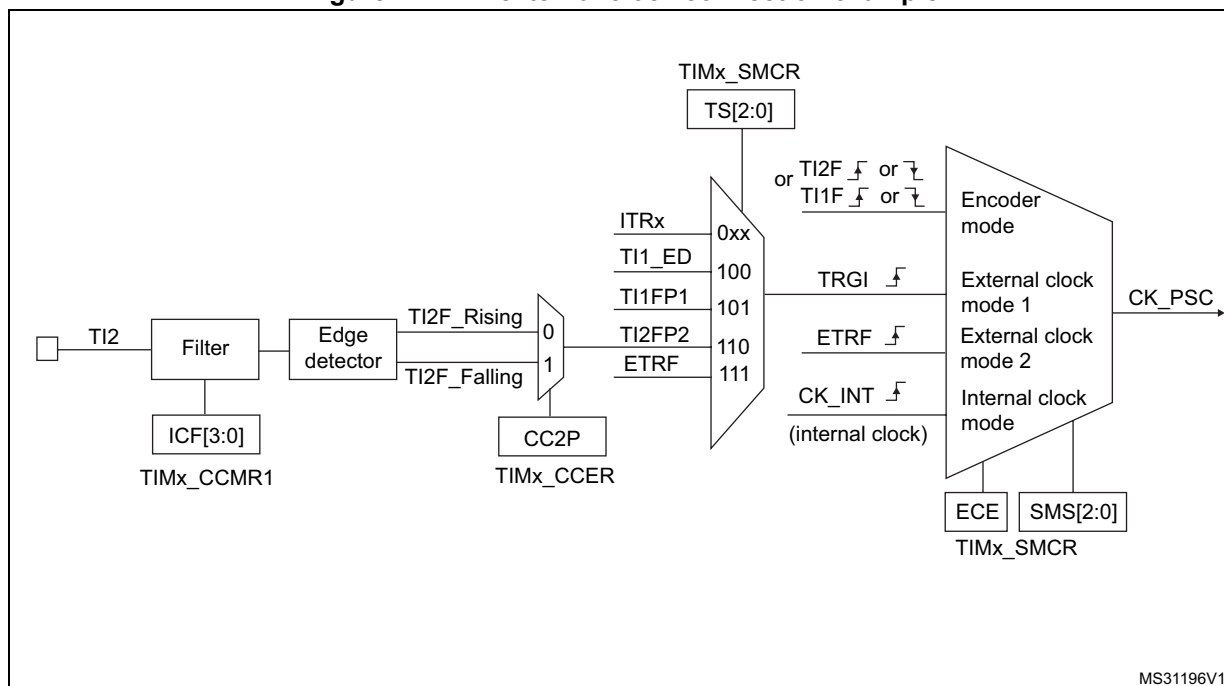 TIMx_SMCR
TS[2:0]
or TI2F or
TI1F or
Encoder
mode
ITRx
0xx
TI1_ED
100
TRGI
External clock
mode 1
CK_PSC
TI1FP1
101
TI2
Filter
Edge
detector
TI2F_Rising
0
TI2F_Falling
1
TI2FP2
110
ETRF
111
ETRF
External clock
mode 2
CK_INT
(internal clock)
Internal clock
mode
ICF[3:0]
TIMx_CCMR1
CC2P
TIMx_CCER
ECE
SMS[2:0]
TIMx_SMCR
MS31196V1